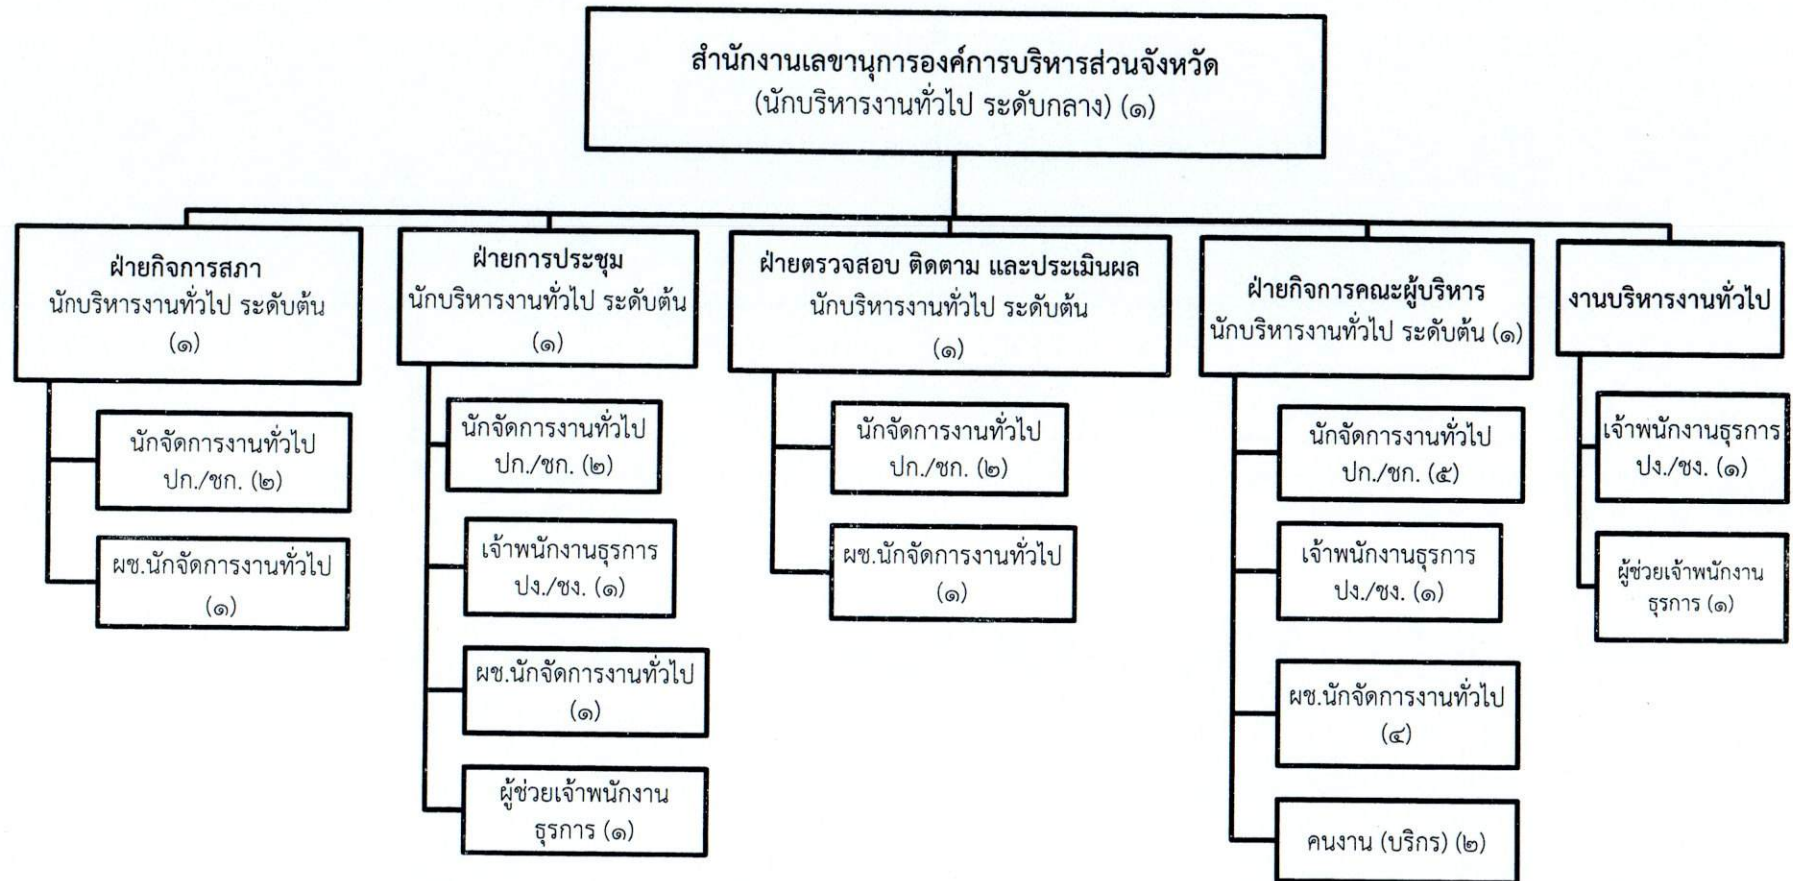 สำนักงานเลขานุการองค์การบริหารส่วนจังหวัด
(นักบริหารงานทั่วไป ระดับกลาง) (๑)
ฝ่ายกิจการสภา
นักบริหารงานทั่วไป ระดับต้น
(๑)
นักจัดการงานทั่วไป
ปก./ชก. (๒)
ผช.นักจัดการงานทั่วไป
(๑)
ฝ่ายการประชุม
นักบริหารงานทั่วไป ระดับต้น
(๑)
นักจัดการงานทั่วไป
ปก./ชก. (๒)
เจ้าพนักงานธุรการ
ปง./ชง. (๑)
ผช.นักจัดการงานทั่วไป
(๑)
ผู้ช่วยเจ้าพนักงาน
ธุรการ (๑)
ฝ่ายตรวจสอบ ติดตาม และประเมินผล
นักบริหารงานทั่วไป ระดับต้น
(๑)
นักจัดการงานทั่วไป
ปก./ชก. (๒)
ผช.นักจัดการงานทั่วไป
(๑)
ฝ่ายกิจการคณะผู้บริหาร
นักบริหารงานทั่วไป ระดับต้น (๑)
นักจัดการงานทั่วไป
ปก./ชก. (๕)
เจ้าพนักงานธุรการ
ปง./ชง. (๑)
ผช.นักจัดการงานทั่วไป
(๔)
คนงาน (บริกร) (๒)
งานบริหารงานทั่วไป
เจ้าพนักงานธุรการ
ปง./ชง. (๑)
ผู้ช่วยเจ้าพนักงาน
ธุรการ (๑)